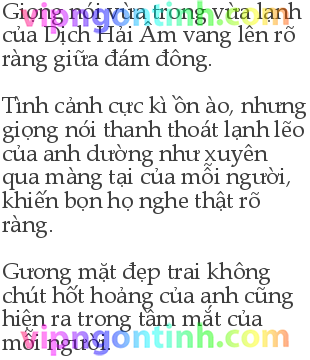 Giọng nói vừa trong vừa lạnh
của Dịch Hải Âm vang lên rõ
ràng giữa đám đông.
Tình cảnh cực kì ồn ào, nhưng
giọng nói thanh thoát lạnh lẽo
của anh dường như xuyên
qua màng tại của mỗi người,
khiến bọn họ nghe thật rõ
ràng.
Gương mặt đẹp trai không
chút hốt hoảng của anh cũng
hiện ra trong tầm mắt của
mỗi người.
vipngontinh.com
vipngontinh.com